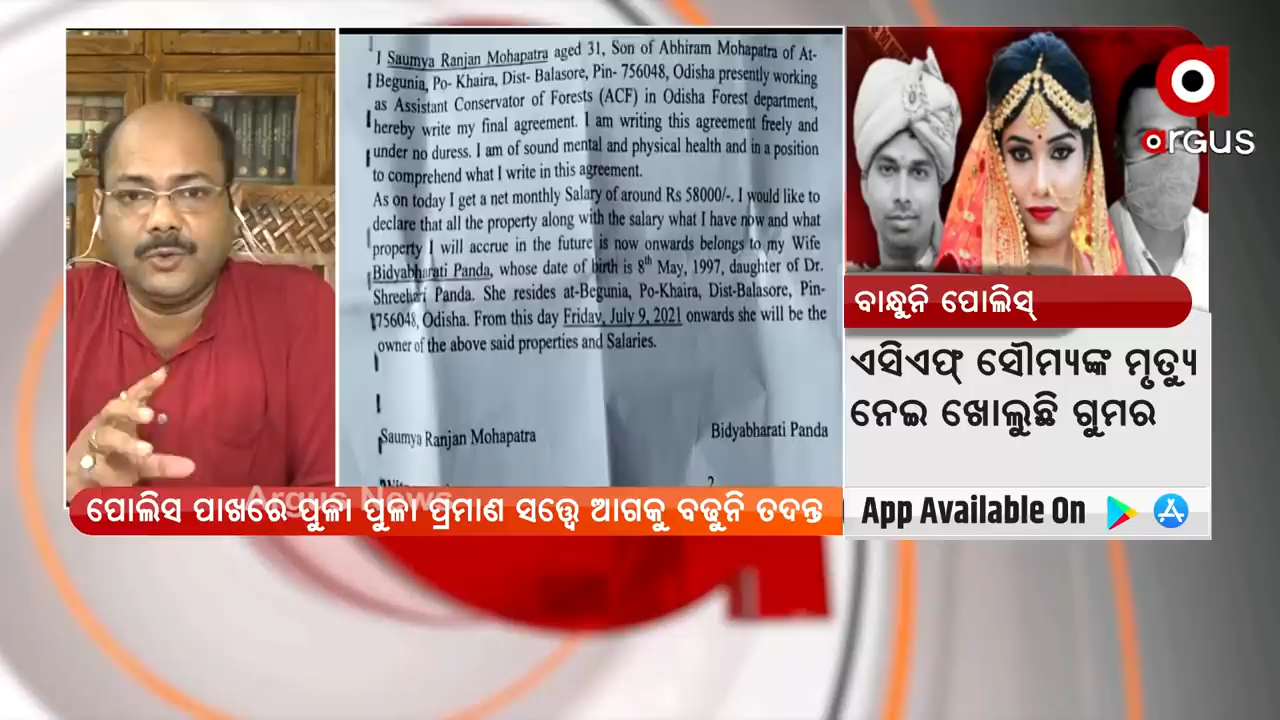 I Saumya Ranjan Mohapatra aged 31, Son of Abhiram Mohapatra of At-
Begunia, Po- Khaira, Dist- Balasore, Pin- 756048, Odisha presently working
as Assistant Conservator of Forests (ACF) in Odisha Forest department,
hereby write my final agreement. I am writing this agreement freely and
under no duress. I am of sound mental and physical health and in a position
to comprehend what I write in this agreement.
As on today I get a net monthly Salary of around Rs 58000/-. I would like to
declare that all the property along with the salary what I have now and what
property I will accrue in the future is now onwards belongs to my Wife
Bidyabharati Panda, whose date of birth is 8th May, 1997, daughter of Dr.
Shreehari Panda. She resides at-Begunia, Po-Khaira, Dist-Balasore, Pin-
756048, Odisha. From this day Friday, July 9, 2021 onwards she will be the
owner of the above said properties and Salaries.
Saumya Ranjan Mohapatra
Bidyabharati Panda
Argus News
ପୋଲିସ ପାଖରେ ପୁଳା ପୁଳା ପ୍ରମାଣ ସତ୍ତ୍ୱେ ଆଗକୁ ବଢୁନି ତଦନ୍ତ
argus
ବାନ୍ଧୁନି ପୋଲିସ୍
ଏସିଏଫ୍ ସୌମ୍ୟଙ୍କ ମୃତ୍ୟୁ
ନେଇ ଖୋଲୁଛି ଗୁମର
App Available On